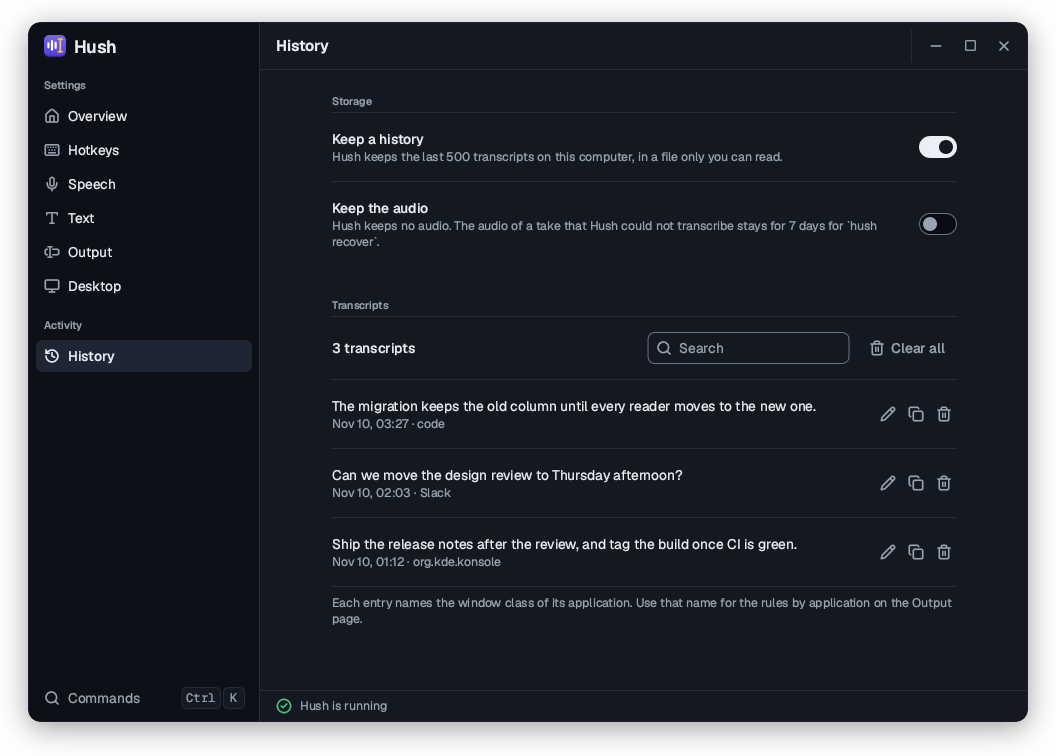 Hush
Settings
Overview
Hotkeys
Speech
Text
Output
Desktop
Activity
History
Commands Ctrl K
History
Storage
Keep a history
Hush keeps the last 500 transcripts on this computer, in a file only you can read.
Keep the audio
Hush keeps no audio. The audio of a take that Hush could not transcribe stays for 7 days for `hush
recover`.
Transcripts
3 transcripts
Search
Clear all
The migration keeps the old column until every reader moves to the new one.
Nov 10, 03:27 · code
Can we move the design review to Thursday afternoon?
Nov 10, 02:03 · Slack
Ship the release notes after the review, and tag the build once CI is green.
Nov 10, 01:12 · org.kde.konsole
Each entry names the window class of its application. Use that name for the rules by application on the Output
page.
Hush is running